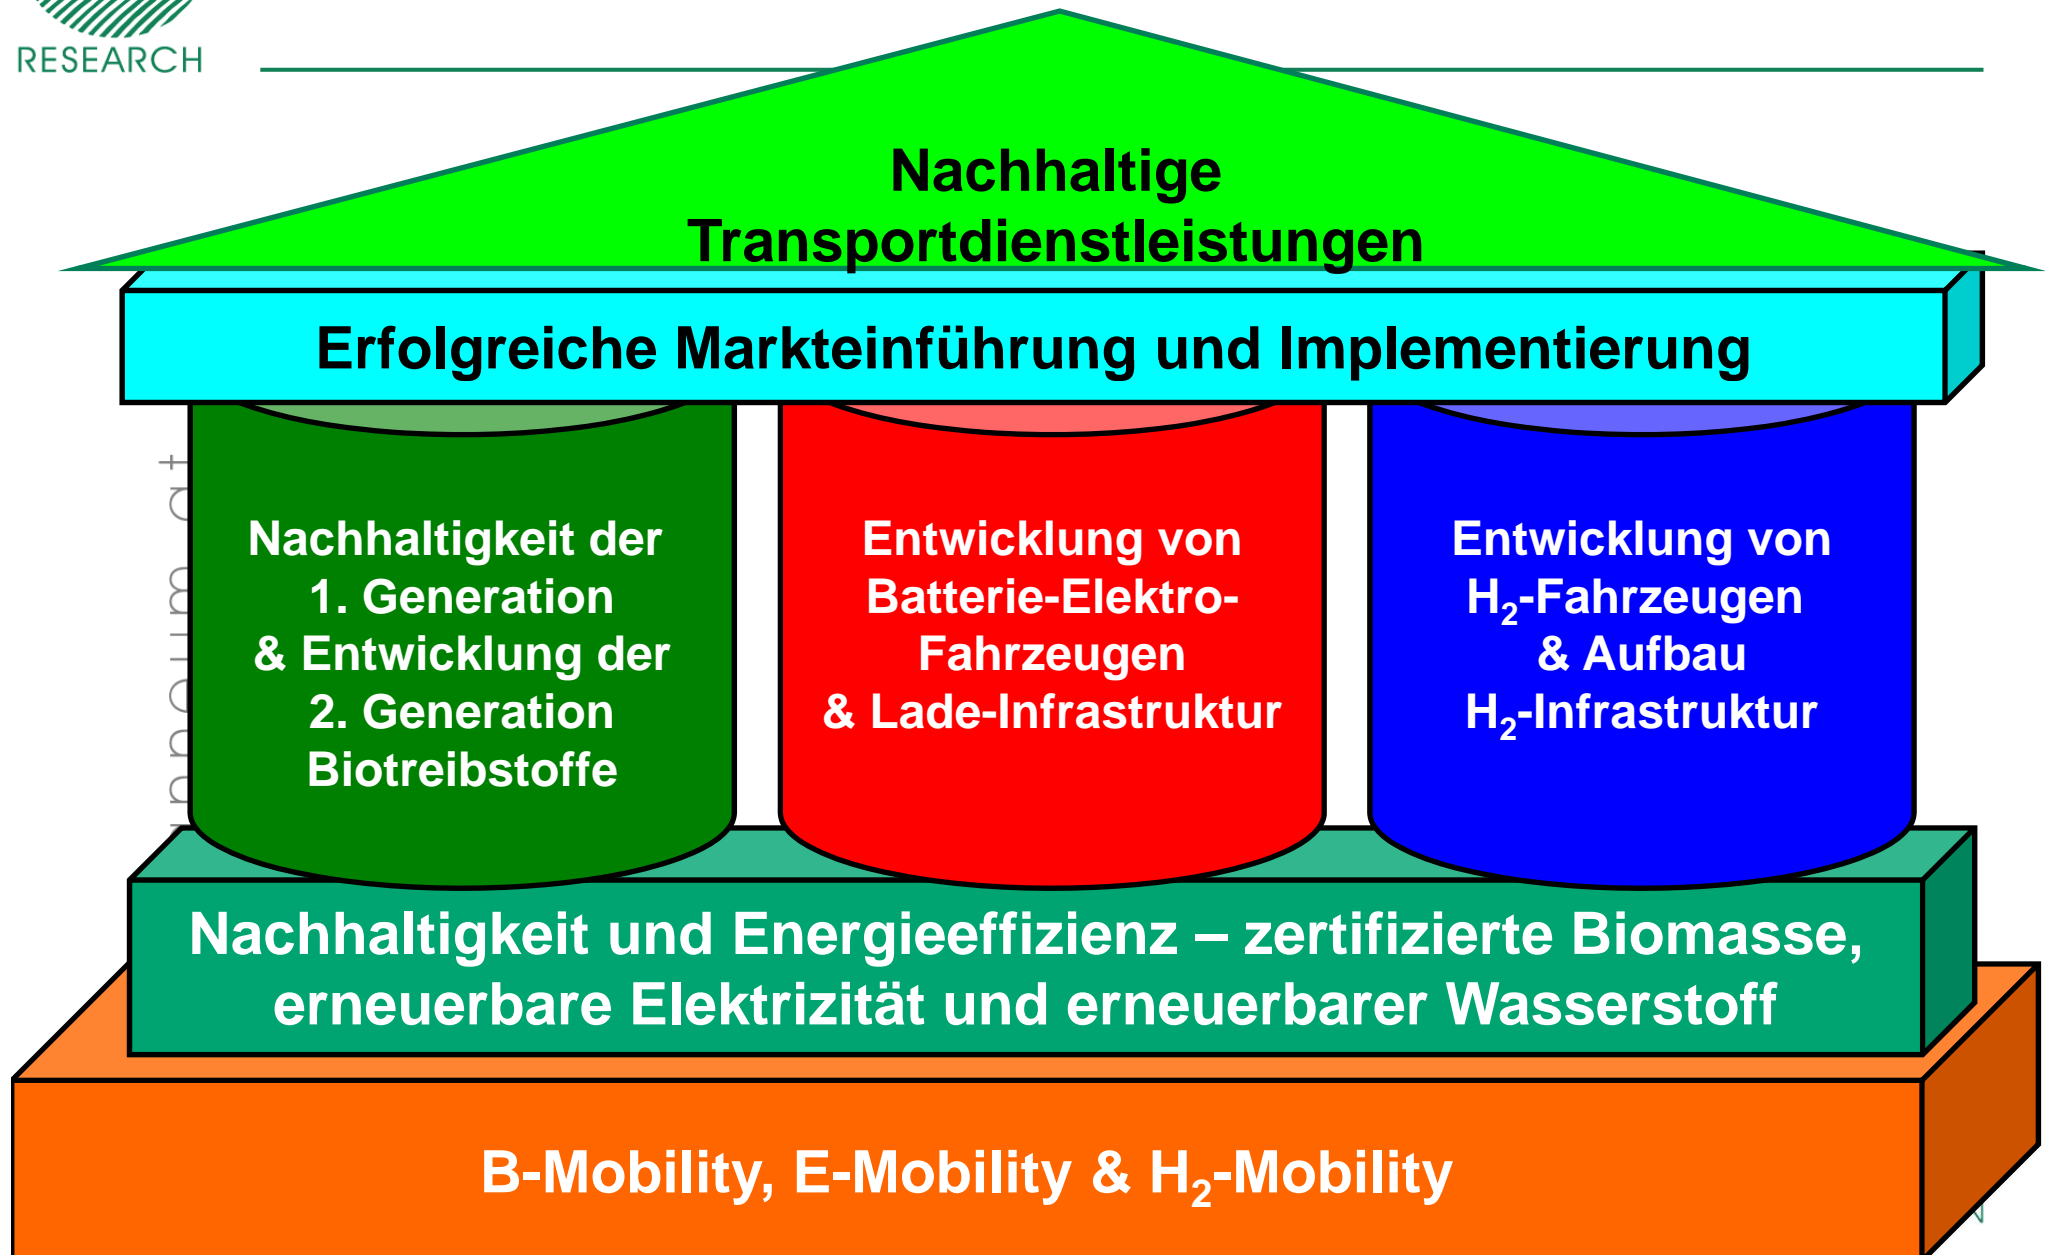 RESEARCH
Nachhaltige
Transportdienstleistungen
Erfolgreiche Markteinführung und Implementierung
Nachhaltigkeit der
1. Generation
& Entwicklung der
2. Generation
Biotreibstoffe
Entwicklung von
Batterie-Elektro-
Fahrzeugen
& Lade-Infrastruktur
Entwicklung von
H₂-Fahrzeugen
& Aufbau
H₂-Infrastruktur
Nachhaltigkeit und Energieeffizienz – zertifizierte Biomasse,
erneuerbare Elektrizität und erneuerbarer Wasserstoff
B-Mobility, E-Mobility & H₂-Mobility